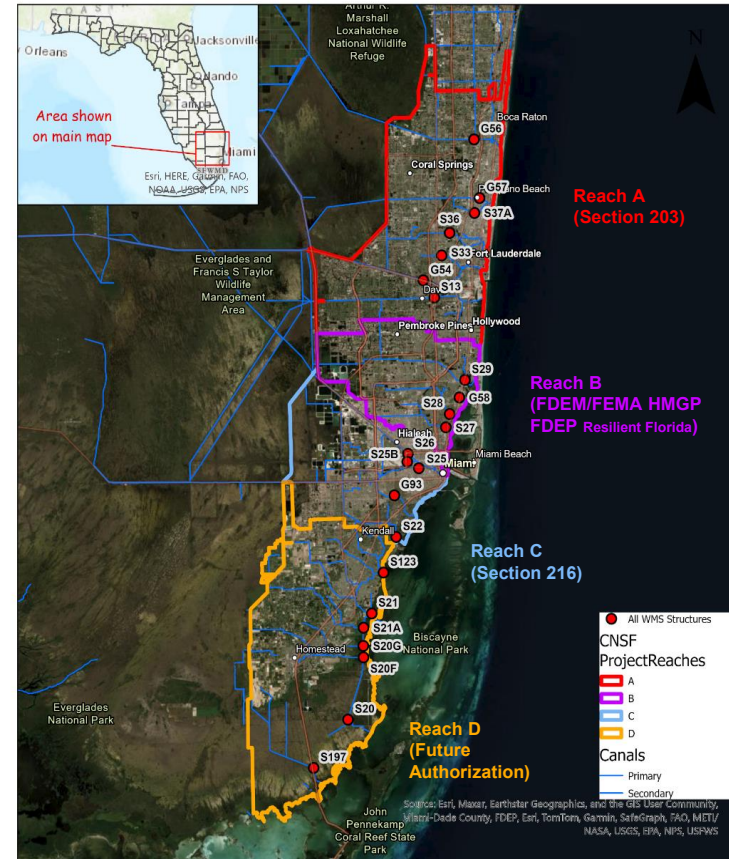 Arthur R.
Marshall
Loxahatchee
National Wildlife
Refuge
Jacksonville
Orleans
Orlando
Tampa
Area shown
on main map
Miami
SFWMD
Esri, HERE, Garmin, FAO,
NOAA, USGS, EPA, NPS
N
Boca Raton
G56
Coral Springs
G57
Pompano Beach
S37A
Reach A
(Section 203)
S36
S33
Fort Lauderdale
Everglades and
Francis S Taylor
Wildlife
Management
Area
G54
Davie
S13
Pembroke Pines
Hollywood
S29
Reach B
(FDEM/FEMA HMGP
FDEP Resilient Florida)
G58
S28
S27
Hialeah
S26
S25B
S25
Miami
Miami Beach
G93
Kendall
S22
Reach C
(Section 216)
S123
S21
S21A
Biscayne
National Park
S20G
Homestead
S20F
Everglades
National Park
S20
Reach D
(Future
Authorization)
S197
John
Pennekamp
Coral Reef State
Park
All WMS Structures
CNSF
ProjectReaches
A
B
C
D
Canals
Primary
Secondary
Source: Esri, Maxar, Earthstar Geographics, and the GIS User Community,
Miami-Dade County, FDEP, Esri, TomTom, Garmin, SafeGraph, FAO, METI/
NASA, USGS, EPA, NPS, USFWS